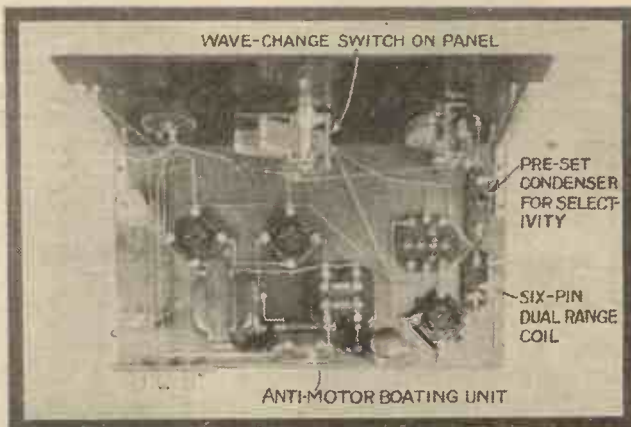 WAVE-CHANGE SWITCH ON PANEL
PRE-SET
CONDENSER
FOR SELECT-
IVITY
SIX-PIN
DUAL RANGE
COIL
ANTI-MOTOR BOATING UNIT